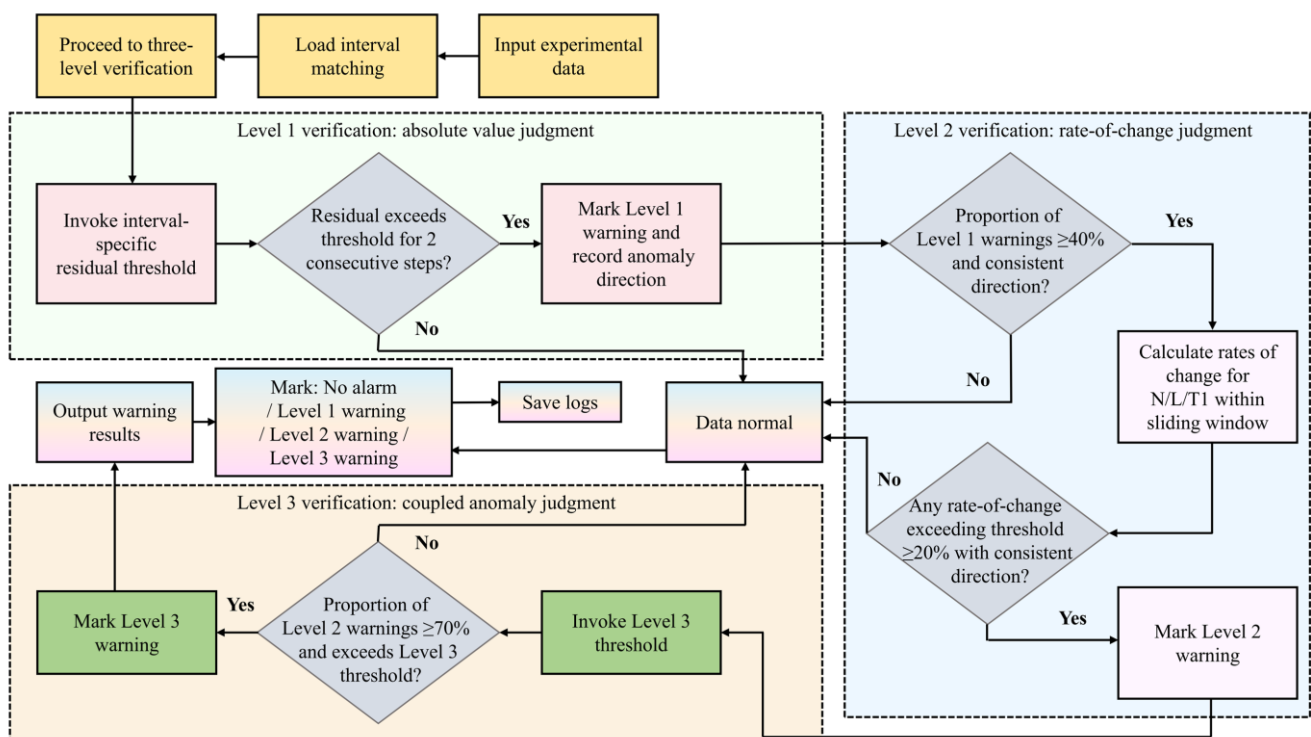 Proceed to three-
level verification
Load interval
matching
Input experimental
data
Level 1 verification: absolute value judgment
Invoke interval-
specific
residual threshold
Residual exceeds
threshold for 2
consecutive steps?
Yes
No
Mark Level 1
warning and
record anomaly
direction
Level 2 verification: rate-of-change judgment
Proportion of
Level 1 warnings ≥40%
and consistent
direction?
Yes
No
Calculate rates of
change for
N/L/T1 within
sliding window
Any rate-of-change
exceeding threshold
≥20% with consistent
direction?
No
Yes
Mark Level 2
warning
Output warning
results
Mark: No alarm
/ Level 1 warning
/ Level 2 warning /
Level 3 warning
Save logs
Data normal
Level 3 verification: coupled anomaly judgment
No
Mark Level 3
warning
Yes
Proportion of
Level 2 warnings ≥70%
and exceeds Level 3
threshold?
Invoke Level 3
threshold